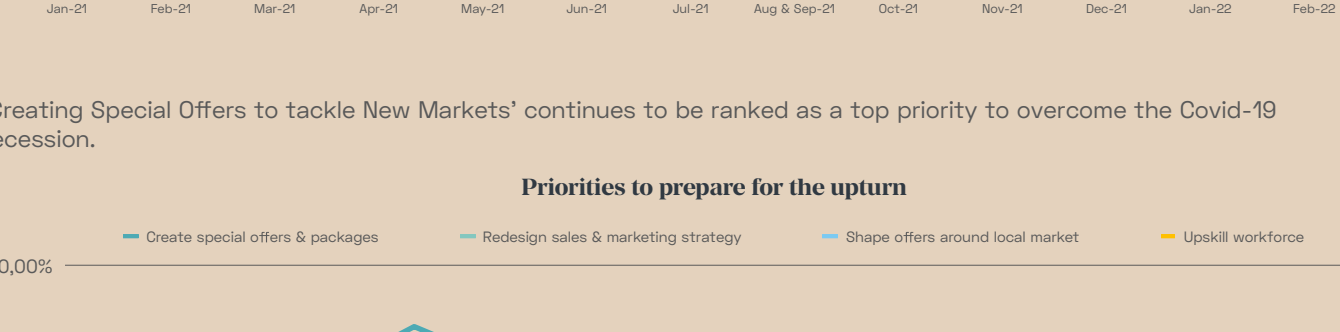 Jan-21 Feb-21 Mar-21 Apr-21 May-21 Jun-21 Jul-21 Aug & Sep-21 Oct-21 Nov-21 Dec-21 Jan-22 Feb-22
Creating Special Offers to tackle New Markets’ continues to be ranked as a top priority to overcome the Covid-19
ecession.
Priorities to prepare for the upturn
Create special offers & packages Redesign sales & marketing strategy Shape offers around local market Upskill workforce
0,00%